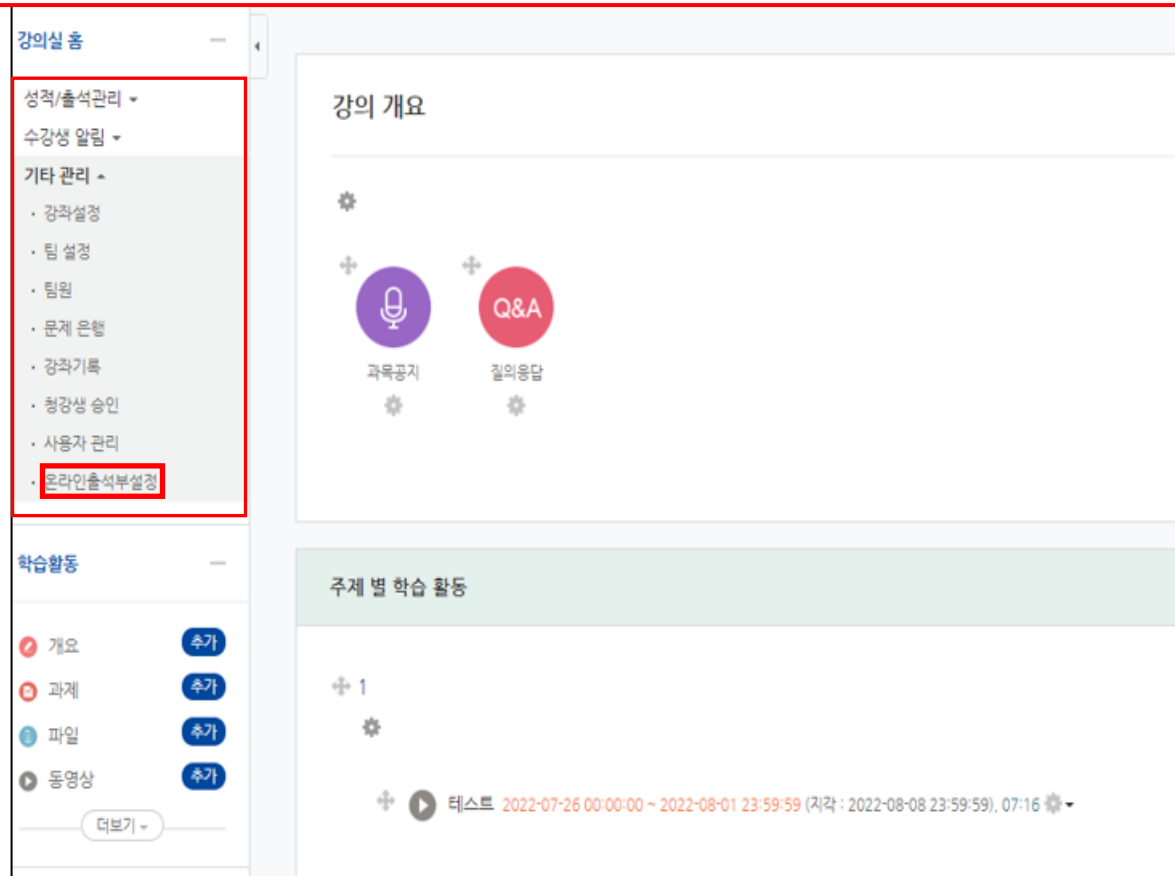 강의실 홈
성적/출석관리
수강생 알림
기타 관리
강좌설정
팀 설정
팀원
문제 은행
강좌기록
청강생 승인
사용자 관리
온라인출석부설정
학습활동
개요 추가
과제 추가
파일 추가
동영상 추가
더보기
강의 개요
Q&A
과목공지 질의응답
주제 별 학습 활동
1
테스트 2022-07-26 00:00:00 ~ 2022-08-01 23:59:59 (지각 : 2022-08-08 23:59:59), 07:16